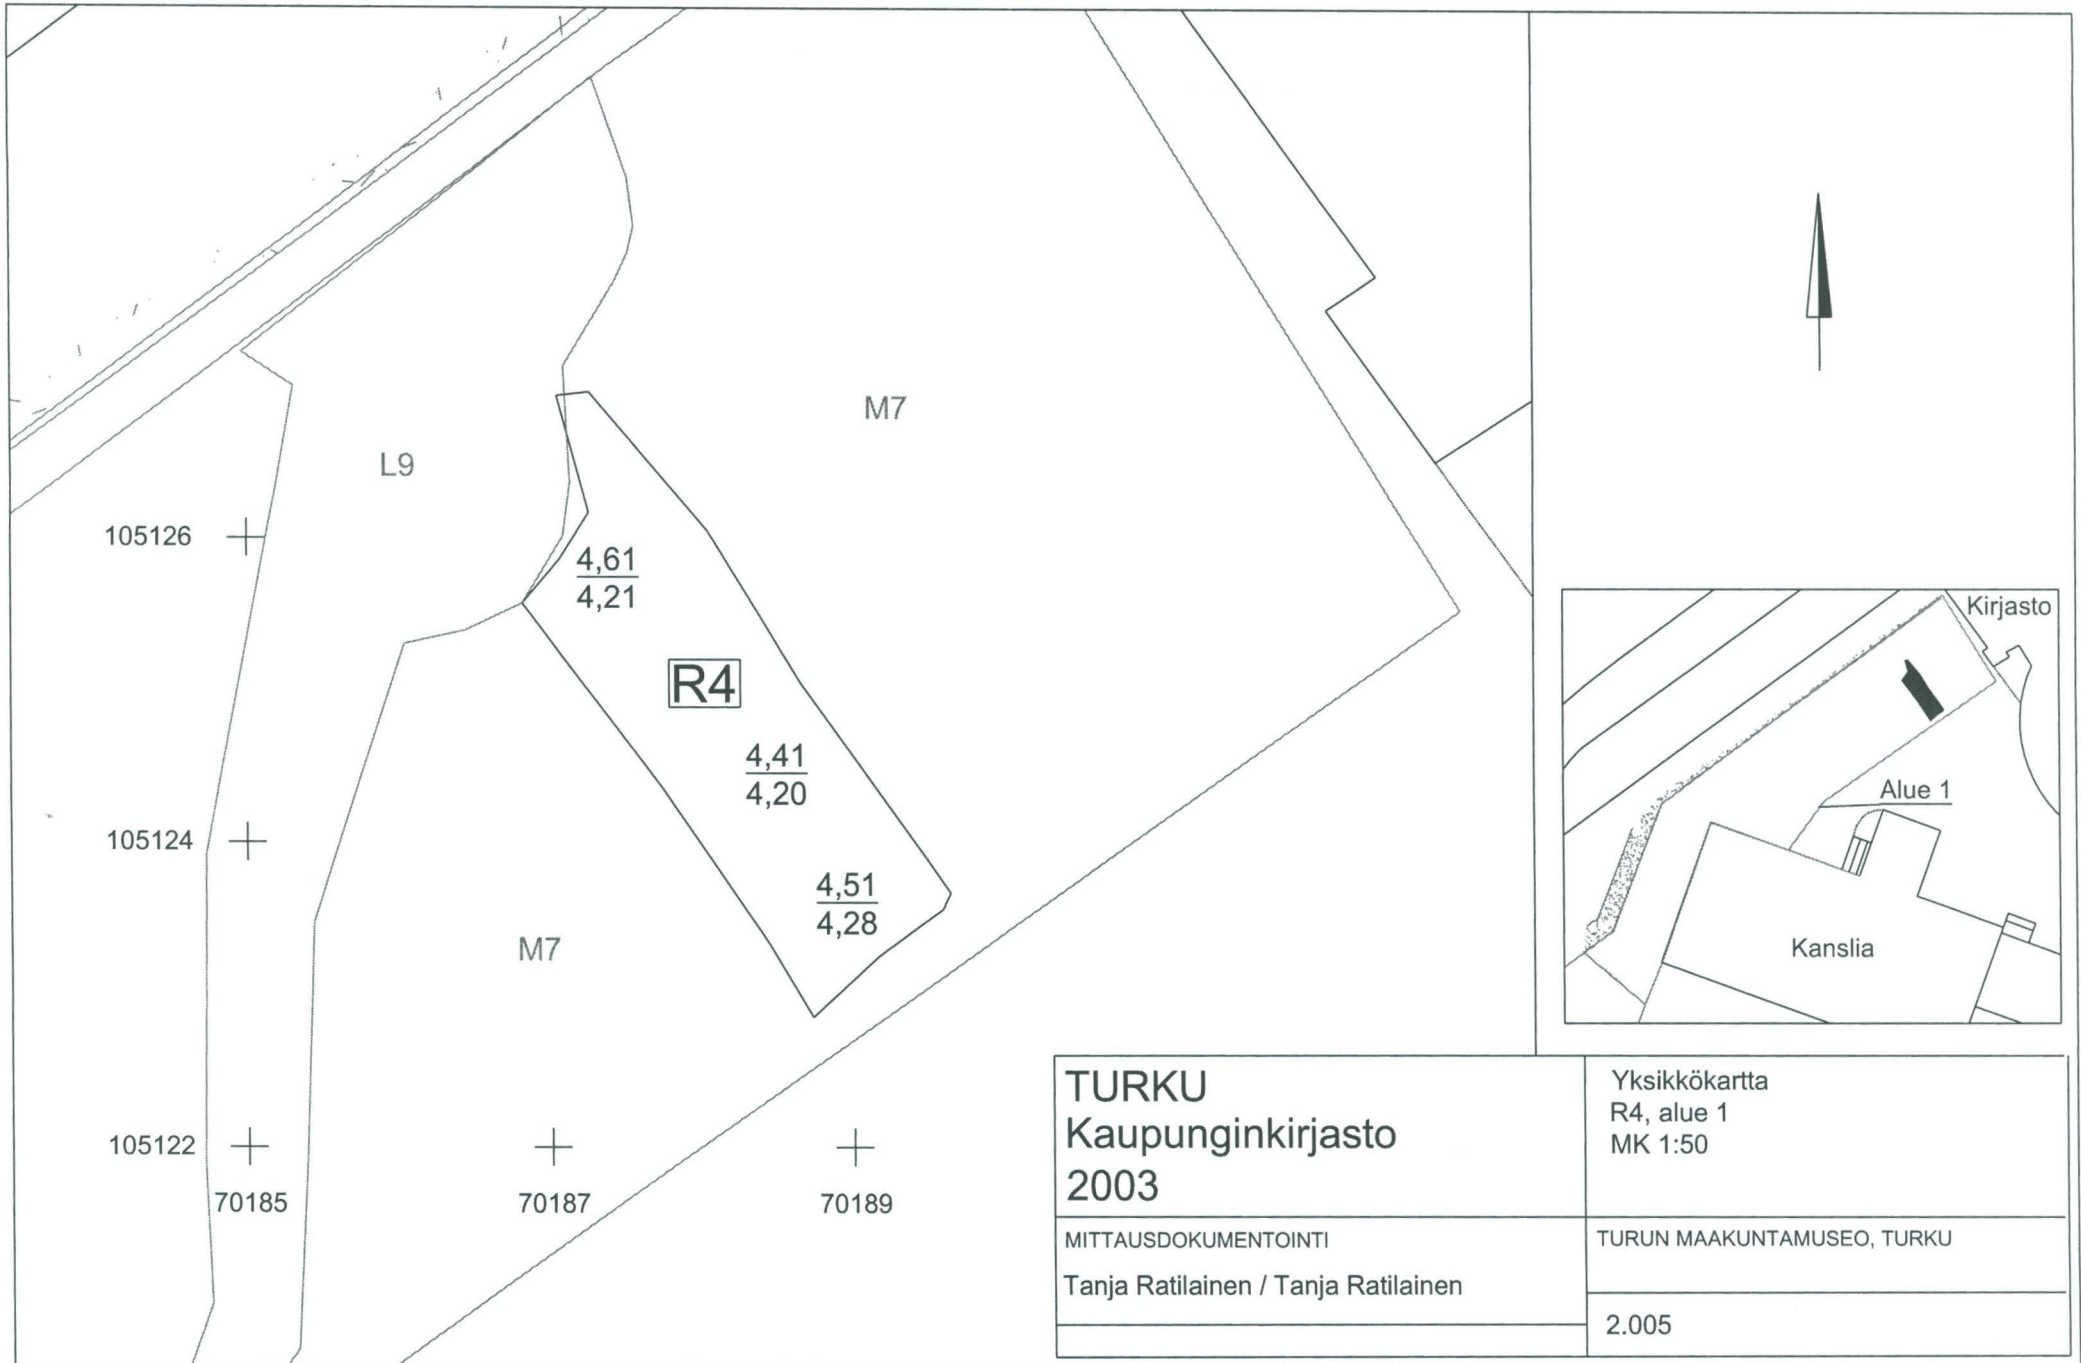 M7
L9
105126
4,61
4,21
R4
4,41
4,20
105124
4,51
4,28
M7
105122
70185
70187
70189
Kirjasto
Alue 1
Kanslia
TURKU
Kaupunginkirjasto
2003
Yksikkökartta
R4, alue 1
MK 1:50
MITTAUSDOKUMENTOINTI
Tanja Ratilainen / Tanja Ratilainen
TURUN MAAKUNTAMUSEO, TURKU
2.005